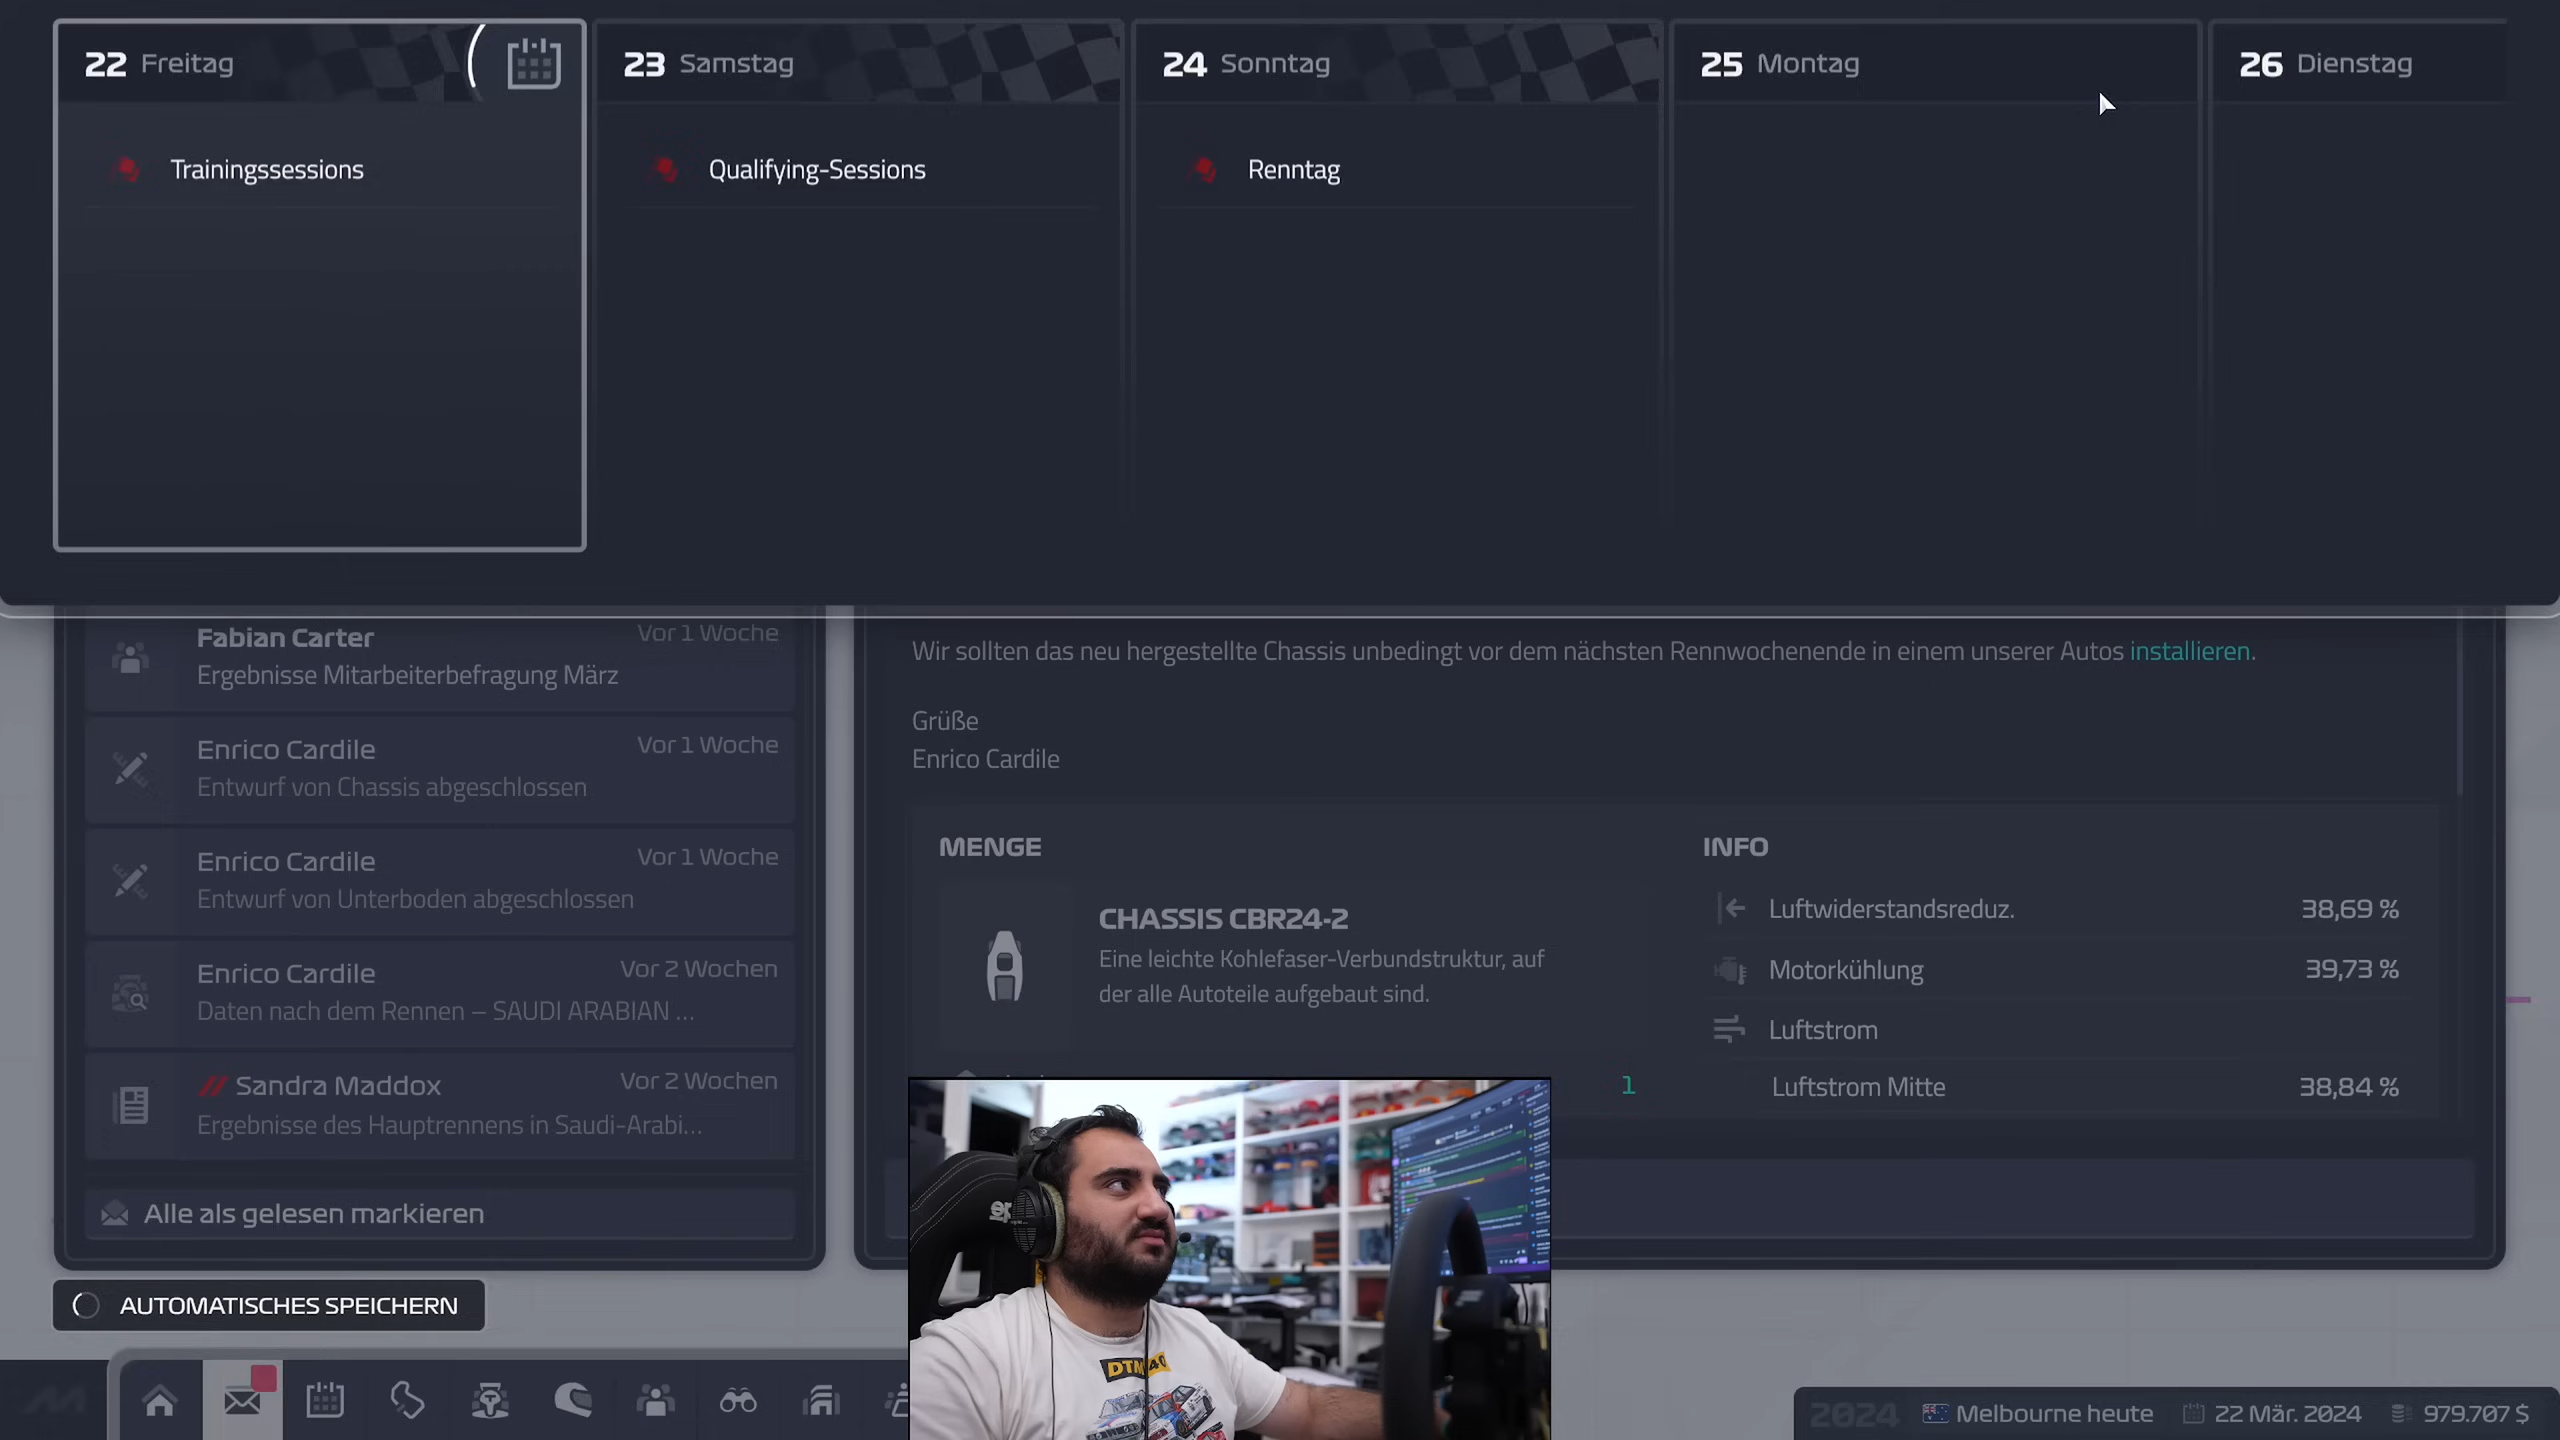 22 Freitag
23 Samstag
24 Sonntag
25 Montag
26 Dienstag
Trainingssessions
Qualifying-Sessions
Renntag
Fabian Carter
Vor 1 Woche
Ergebnisse Mitarbeiterbefragung März
Enrico Cardile
Vor 1 Woche
Entwurf von Chassis abgeschlossen
Enrico Cardile
Vor 1 Woche
Entwurf von Unterboden abgeschlossen
Enrico Cardile
Vor 2 Wochen
Daten nach dem Rennen – SAUDI ARABIAN ...
Sandra Maddox
Vor 2 Wochen
Ergebnisse des Hauptrennens in Saudi-Arabi...
Alle als gelesen markieren
Wir sollten das neu hergestellte Chassis unbedingt vor dem nächsten Rennwochenende in einem unserer Autos installieren.
Grüße
Enrico Cardile
MENGE
CHASSIS CBR24-2
Eine leichte Kohlefaser-Verbundstruktur, auf
der alle Autoteile aufgebaut sind.
1
INFO
Luftwiderstandsreduz. 38,69 %
Motorkühlung 39,73 %
Luftstrom
Luftstrom Mitte 38,84 %
AUTOMATISCHES SPEICHERN
DTM 40
2024 Melbourne heute 22 Mär. 2024 979.707 $